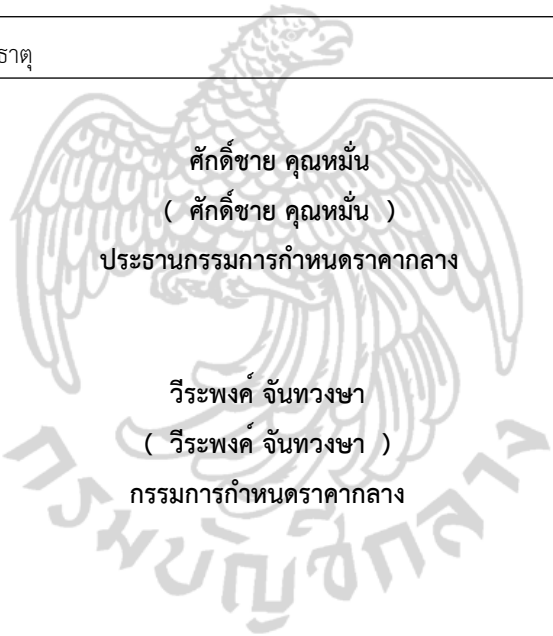 ธาตุ
ศักดิ์ชาย คุณหมั่น
( ศักดิ์ชาย คุณหมั่น )
ประธานกรรมการกำหนดราคากลาง
วีระพงค์ จันทวงษา
( วีระพงค์ จันทวงษา )
กรรมการกำหนดราคากลาง
กรมบัญชีกลาง